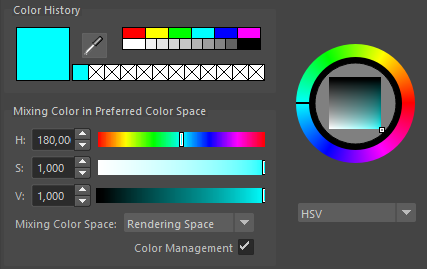 Color History
Mixing Color in Preferred Color Space
H: 180,00
S: 1,000
V: 1,000
Mixing Color Space: Rendering Space
HSV
Color Management